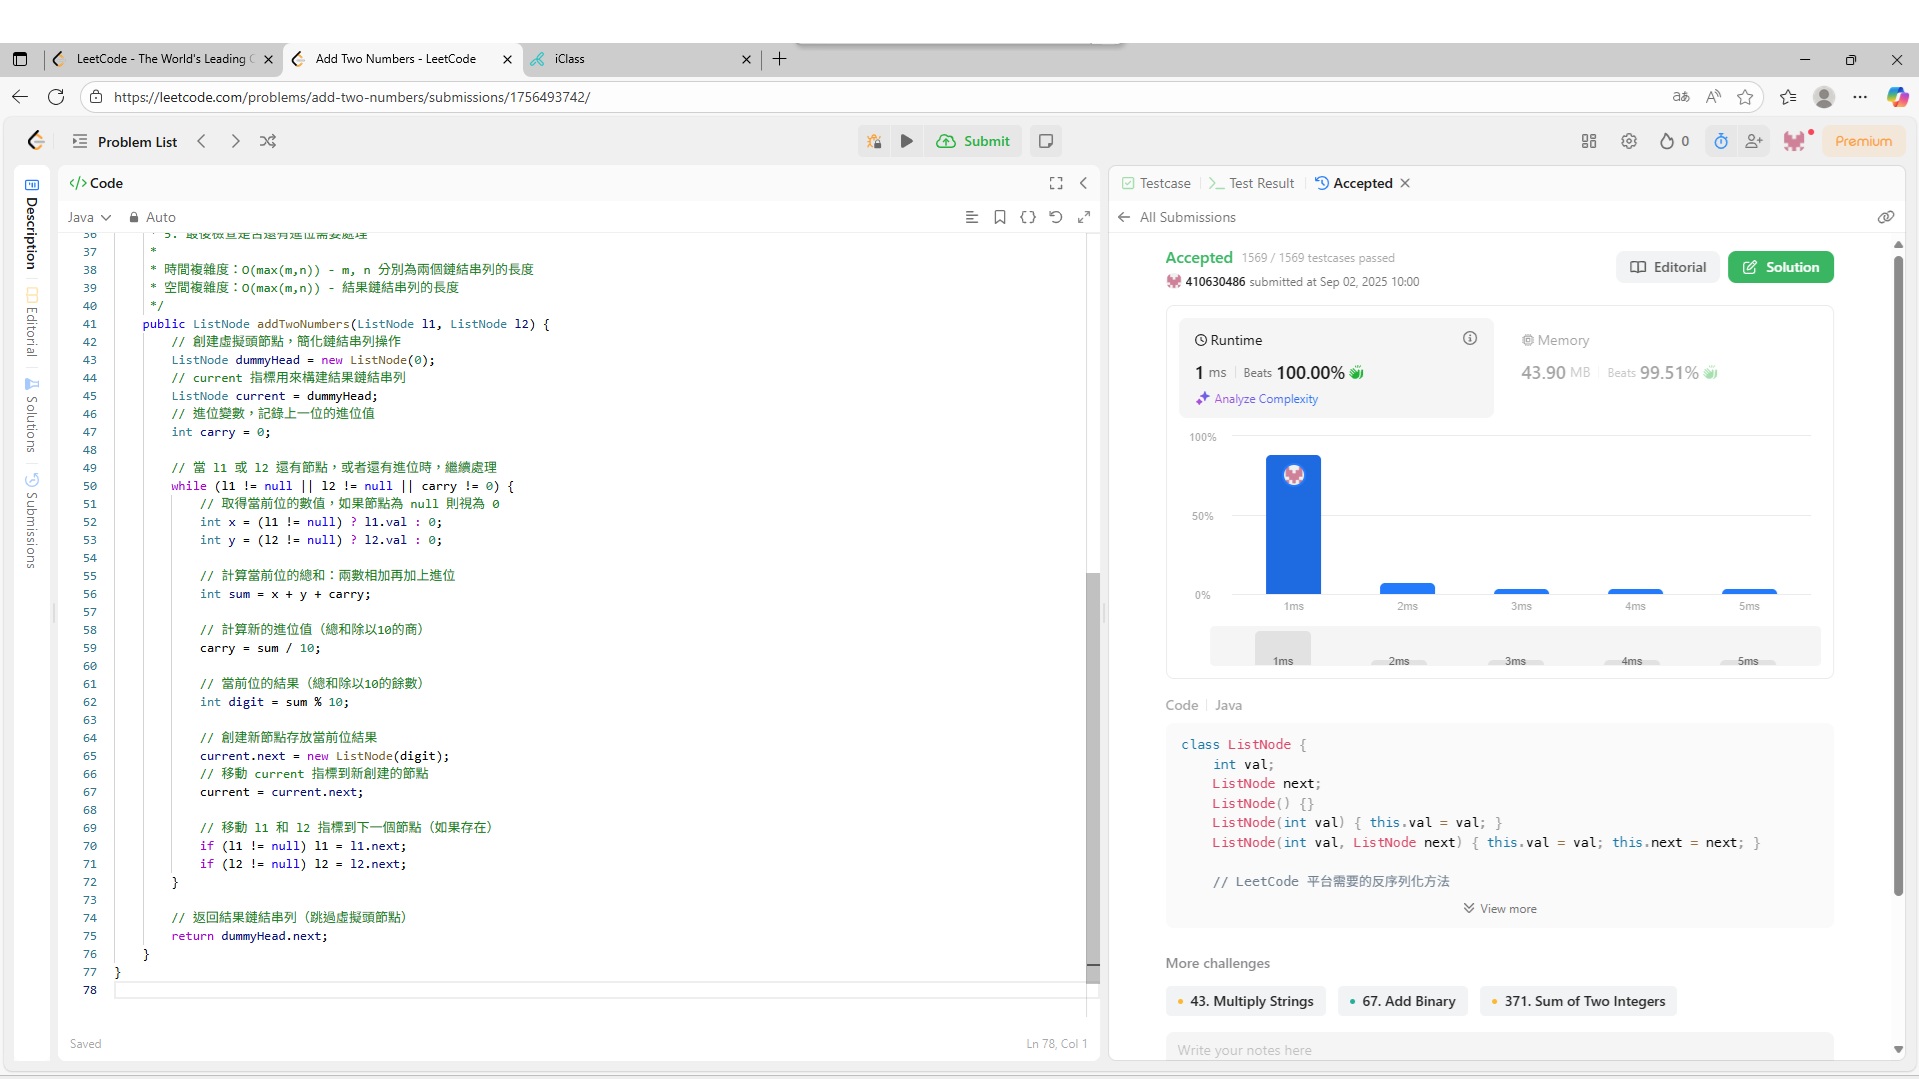 LeetCode - The World's Leading
Add Two Numbers - LeetCode
iClass
https://leetcode.com/problems/add-two-numbers/submissions/1756493742/
Problem List
Submit
0
Premium
Description
Editorial
Solutions
Submissions
</> Code
Java
Auto
36 * 5. 最後檢查是否還有進位需要處理
37 *
38 * 時間複雜度：O(max(m,n)) - m, n 分別為兩個鏈結串列的長度
39 * 空間複雜度：O(max(m,n)) - 結果鏈結串列的長度
40 */
41 public ListNode addTwoNumbers(ListNode l1, ListNode l2) {
42 // 創建虛擬頭節點，簡化鏈結串列操作
43 ListNode dummyHead = new ListNode(0);
44 // current 指標用來構建結果鏈結串列
45 ListNode current = dummyHead;
46 // 進位變數，記錄上一位的進位值
47 int carry = 0;
48
49 // 當 l1 或 l2 還有節點，或者還有進位時，繼續處理
50 while (l1 != null || l2 != null || carry != 0) {
51 // 取得當前位的數值，如果節點為 null 則視為 0
52 int x = (l1 != null) ? l1.val : 0;
53 int y = (l2 != null) ? l2.val : 0;
54
55 // 計算當前位的總和：兩數相加再加上進位
56 int sum = x + y + carry;
57
58 // 計算新的進位值（總和除以10的商）
59 carry = sum / 10;
60
61 // 當前位的結果（總和除以10的餘數）
62 int digit = sum % 10;
63
64 // 創建新節點存放當前位結果
65 current.next = new ListNode(digit);
66 // 移動 current 指標到新創建的節點
67 current = current.next;
68
69 // 移動 l1 和 l2 指標到下一個節點（如果存在）
70 if (l1 != null) l1 = l1.next;
71 if (l2 != null) l2 = l2.next;
72 }
73
74 // 返回結果鏈結串列（跳過虛擬頭節點）
75 return dummyHead.next;
76 }
77 }
78
Saved
Ln 78, Col 1
Testcase
Test Result
Accepted
All Submissions
Accepted 1569 / 1569 testcases passed
410630486 submitted at Sep 02, 2025 10:00
Editorial
Solution
Runtime
1 ms Beats 100.00%
Analyze Complexity
Memory
43.90 MB Beats 99.51%
100%
50%
0%
1ms 2ms 3ms 4ms 5ms
1ms 2ms 3ms 4ms 5ms
Code Java
class ListNode {
int val;
ListNode next;
ListNode() {}
ListNode(int val) { this.val = val; }
ListNode(int val, ListNode next) { this.val = val; this.next = next; }
// LeetCode 平台需要的反序列化方法
View more
More challenges
43. Multiply Strings
67. Add Binary
371. Sum of Two Integers
Write your notes here